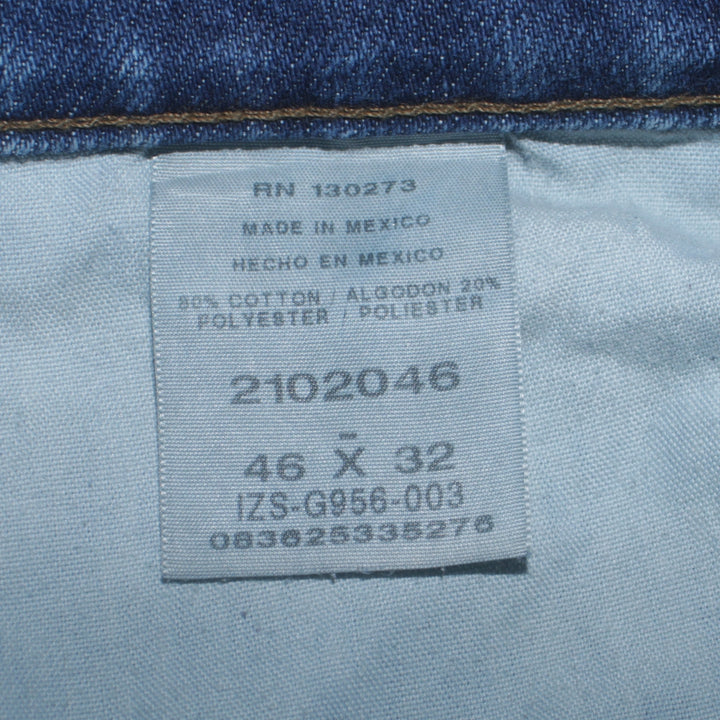 RN 130273
MADE IN MEXICO
HECHO EN MEXICO
80% COTTON / ALGODON 20%
POLYESTER / POLIESTER
2102046
-
46 X 32
IZS-G956-003
083625335276